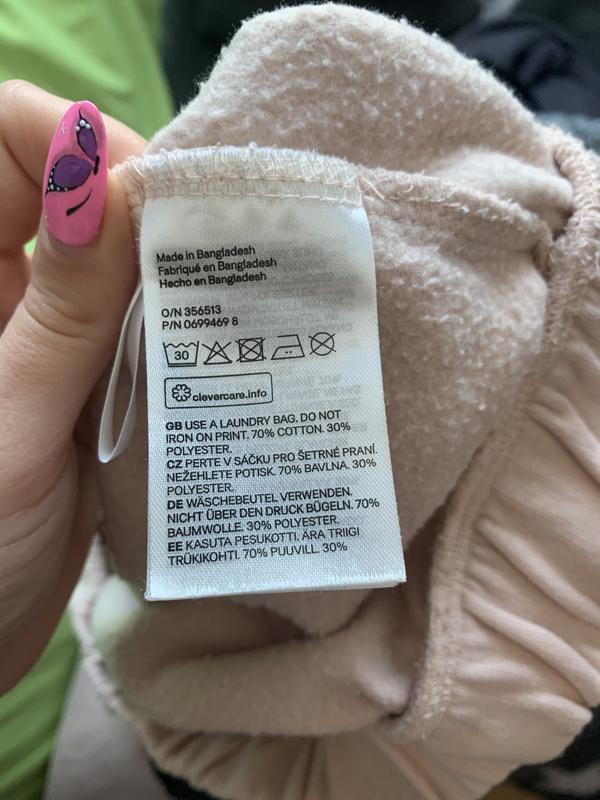 Made in Bangladesh
Fabriqué en Bangladesh
Hecho en Bangladesh
O/N 356513
P/N 0699469 8
30
clevercare.info
GB USE A LAUNDRY BAG. DO NOT
IRON ON PRINT. 70% COTTON. 30%
POLYESTER.
CZ PERTE V SÁČKU PRO ŠETRNÉ PRANÍ.
NEŽEHLETE POTISK. 70% BAVLNA. 30%
POLYESTER.
DE WÄSCHEBEUTEL VERWENDEN.
NICHT ÜBER DEN DRUCK BÜGELN. 70%
BAUMWOLLE. 30% POLYESTER.
EE KASUTA PESUKOTTI. ÄRA TRIIGI
TRÜKIKOHTI. 70% PUUVILL. 30%